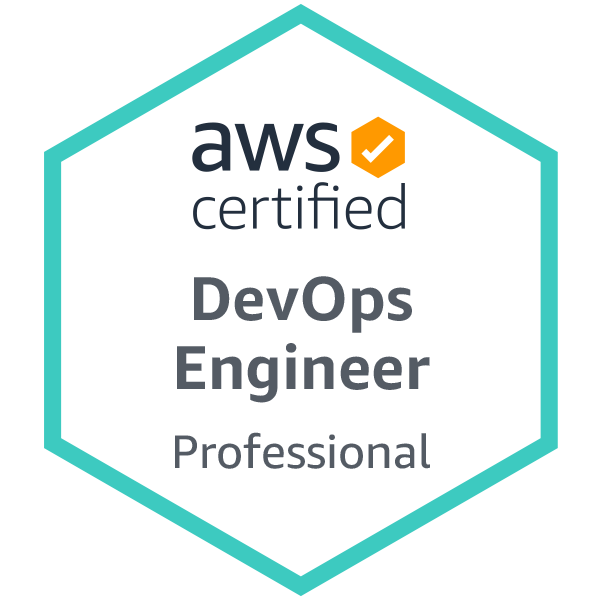 aws
certified
DevOps
Engineer
Professional